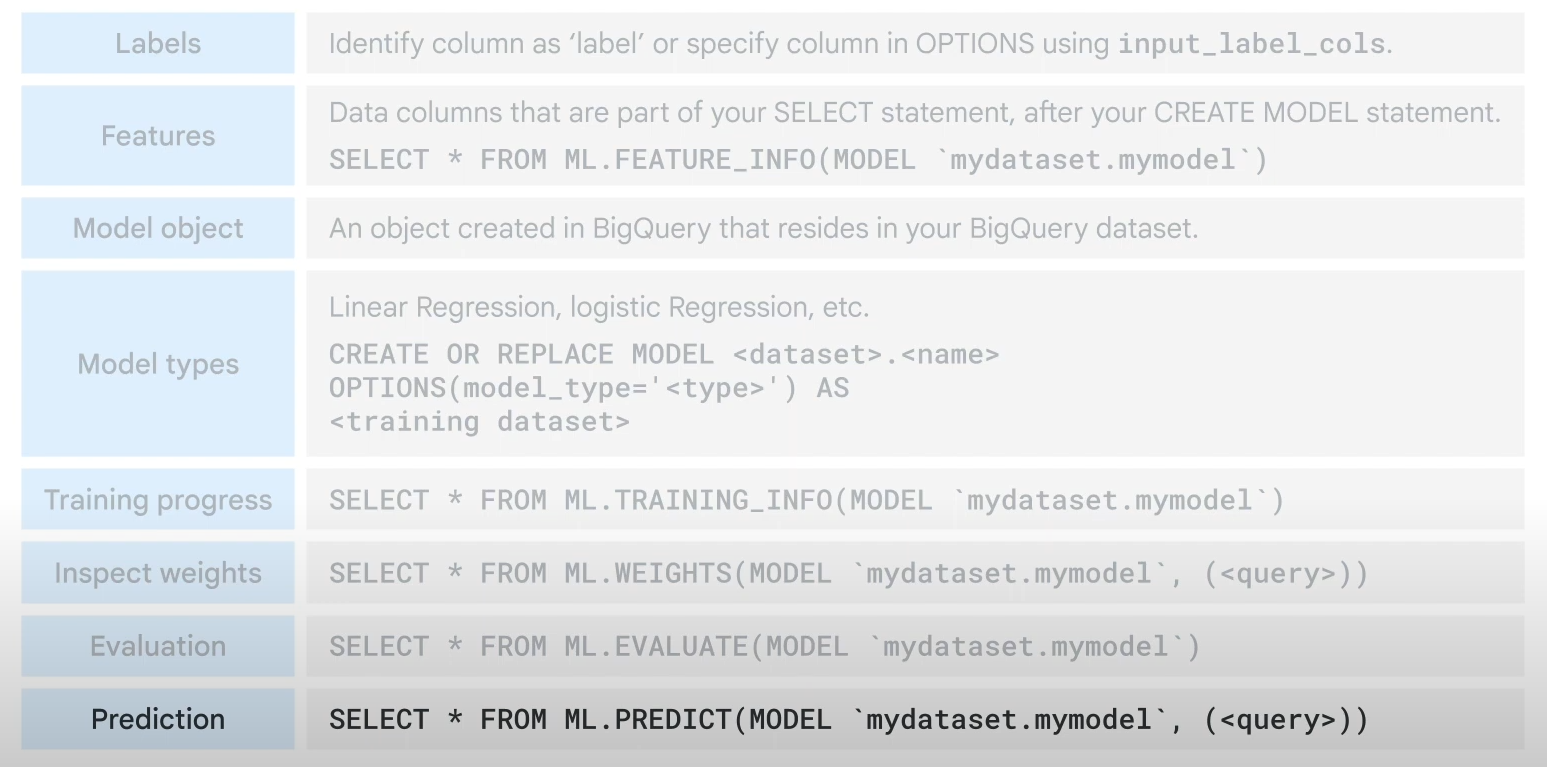 Labels
Identify column as ‘label’ or specify column in OPTIONS using input_label_cols.
Features
Data columns that are part of your SELECT statement, after your CREATE MODEL statement.
SELECT * FROM ML.FEATURE_INFO(MODEL `mydataset.mymodel`)
Model object
An object created in BigQuery that resides in your BigQuery dataset.
Model types
Linear Regression, logistic Regression, etc.
CREATE OR REPLACE MODEL <dataset>.<name>
OPTIONS(model_type='<type>') AS
<training dataset>
Training progress
SELECT * FROM ML.TRAINING_INFO(MODEL `mydataset.mymodel`)
Inspect weights
SELECT * FROM ML.WEIGHTS(MODEL `mydataset.mymodel`, (<query>))
Evaluation
SELECT * FROM ML.EVALUATE(MODEL `mydataset.mymodel`)
Prediction
SELECT * FROM ML.PREDICT(MODEL `mydataset.mymodel`, (<query>))